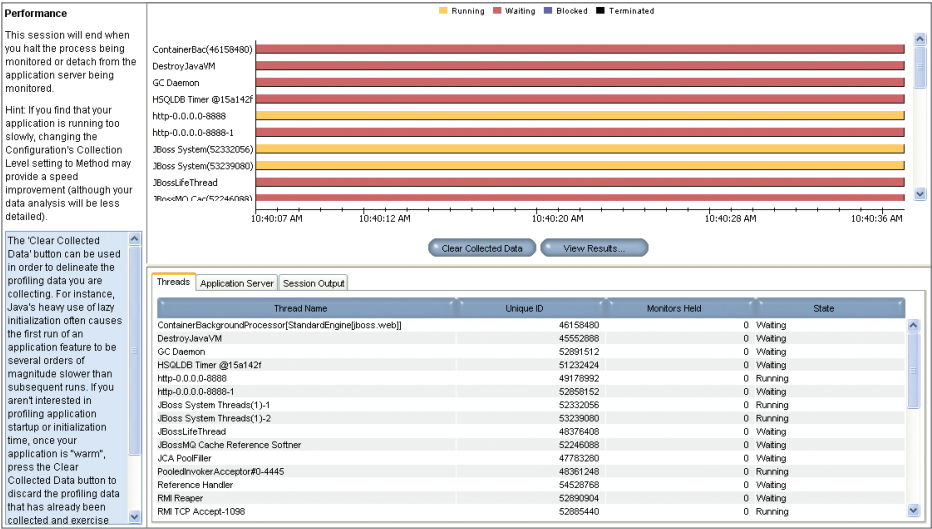 Performance
This session will end when
you halt the process being
monitored or detach from the
application server being
monitored.
Hint: If you find that your
application is running too
slowly, changing the
Configuration's Collection
Level setting to Method may
provide a speed
improvement (although your
data analysis will be less
detailed).
The 'Clear Collected
Data' button can be used
in order to delineate the
profiling data you are
collecting. For instance,
Java's heavy use of lazy
initialization often causes
the first run of an
application feature to be
several orders of
magnitude slower than
subsequent runs. If you
aren't interested in
profiling application
startup or initialization
time, once your
application is "warm",
press the Clear
Collected Data button to
discard the profiling data
that has already been
collected and exercise
Running Waiting Blocked Terminated
ContainerBac(46158480)
DestroyJavaVM
GC Daemon
HSQLDB Timer @15a142f
http-0.0.0.0-8888
http-0.0.0.0-8888-1
JBoss System(52332056)
JBoss System(53239080)
JBossLifeThread
JBossMQ Cac(52246088)
10:40:07 AM 10:40:12 AM 10:40:20 AM 10:40:28 AM 10:40:36 AM
Clear Collected Data View Results...
Threads Application Server Session Output
Thread Name Unique ID Monitors Held State
ContainerBackgroundProcessor[StandardEngine[jboss.web]] 46158480 0 Waiting
DestroyJavaVM 45552888 0 Waiting
GC Daemon 52891512 0 Waiting
HSQLDB Timer @15a142f 51232424 0 Waiting
http-0.0.0.0-8888 49178992 0 Running
http-0.0.0.0-8888-1 52858152 0 Waiting
JBoss System Threads(1)-1 52332056 0 Running
JBoss System Threads(1)-2 53239080 0 Running
JBossLifeThread 48376408 0 Waiting
JBossMQ Cache Reference Softner 52246088 0 Waiting
JCA PoolFiller 47783280 0 Waiting
PooledInvokerAcceptor#0-4445 48361248 0 Running
Reference Handler 54528768 0 Waiting
RMI Reaper 52890904 0 Waiting
RMI TCP Accept-1098 52885440 0 Running